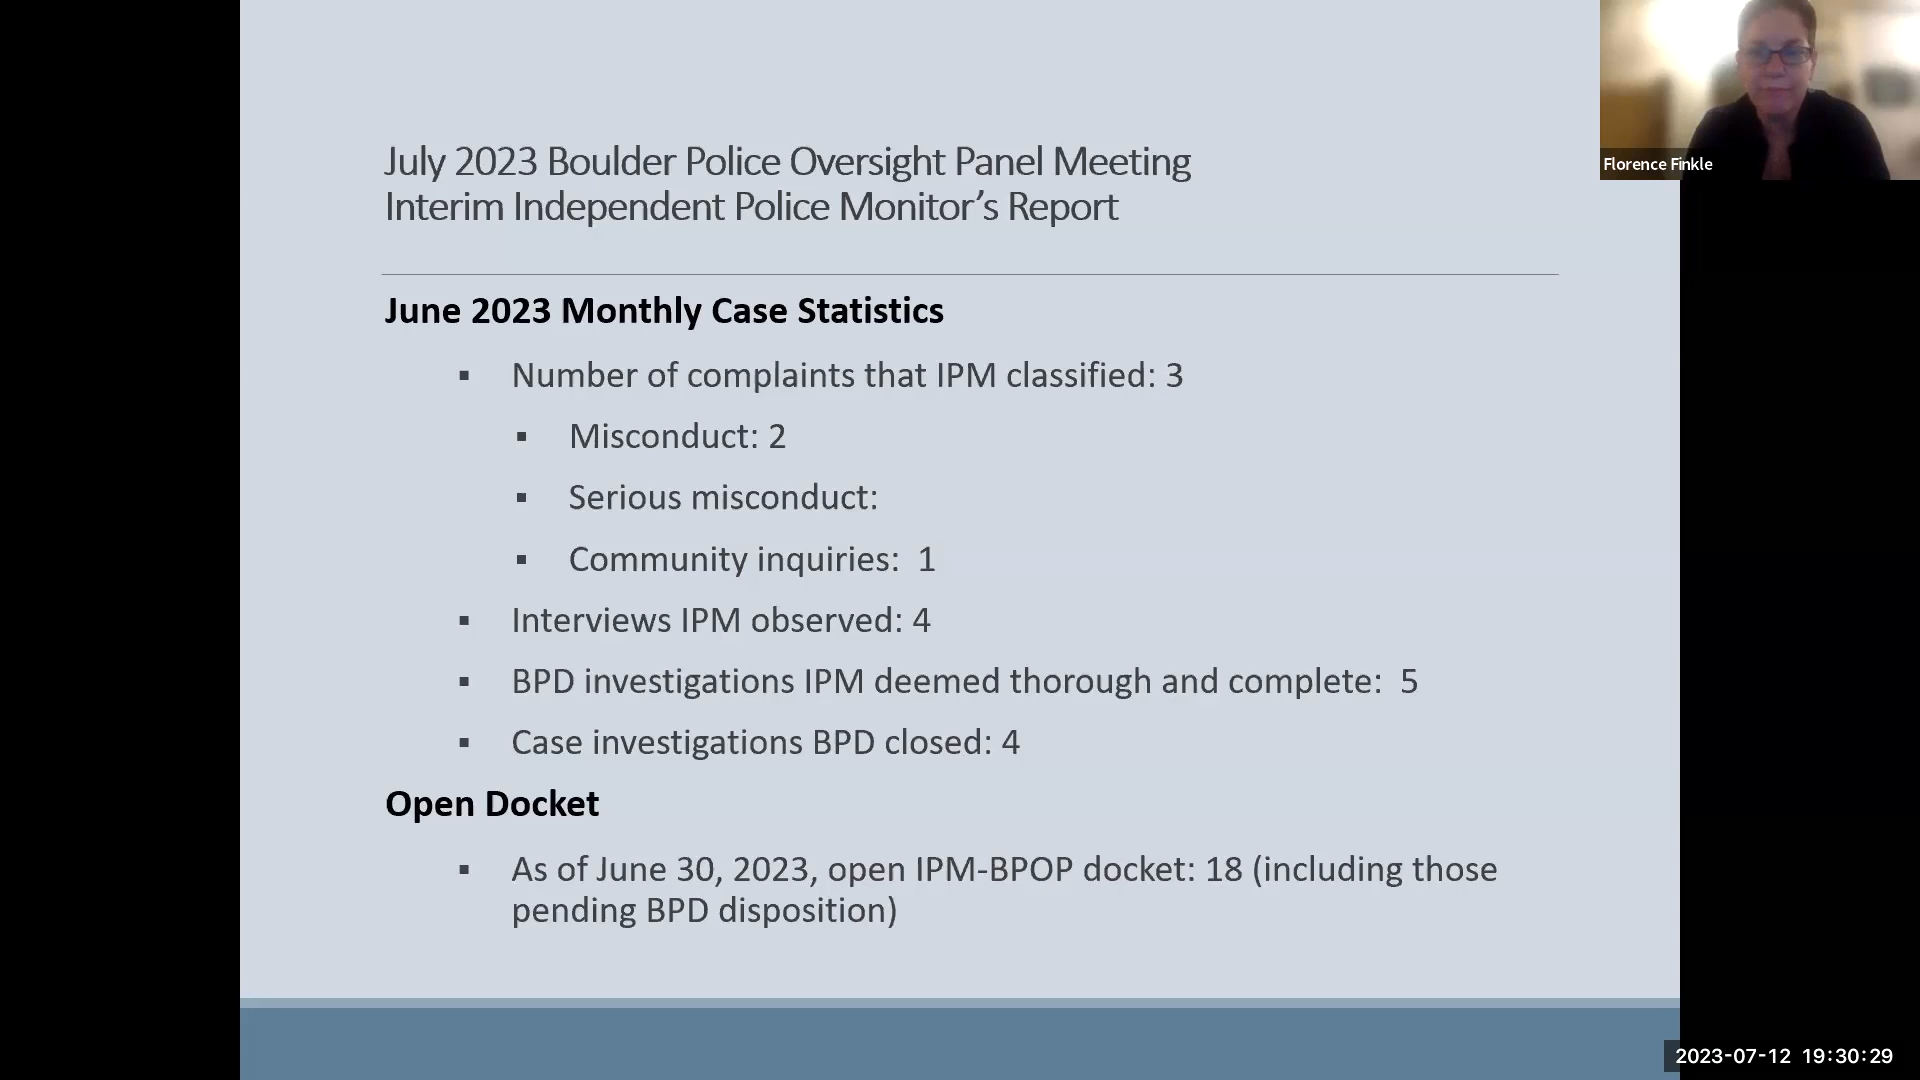 July 2023 Boulder Police Oversight Panel Meeting
Interim Independent Police Monitor's Report
Florence Finkle
June 2023 Monthly Case Statistics
▪ Number of complaints that IPM classified: 3
▪ Misconduct: 2
▪ Serious misconduct:
▪ Community inquiries: 1
▪ Interviews IPM observed: 4
▪ BPD investigations IPM deemed thorough and complete: 5
▪ Case investigations BPD closed: 4
Open Docket
▪ As of June 30, 2023, open IPM-BPOP docket: 18 (including those
pending BPD disposition)
2023-07-12 19:30:29